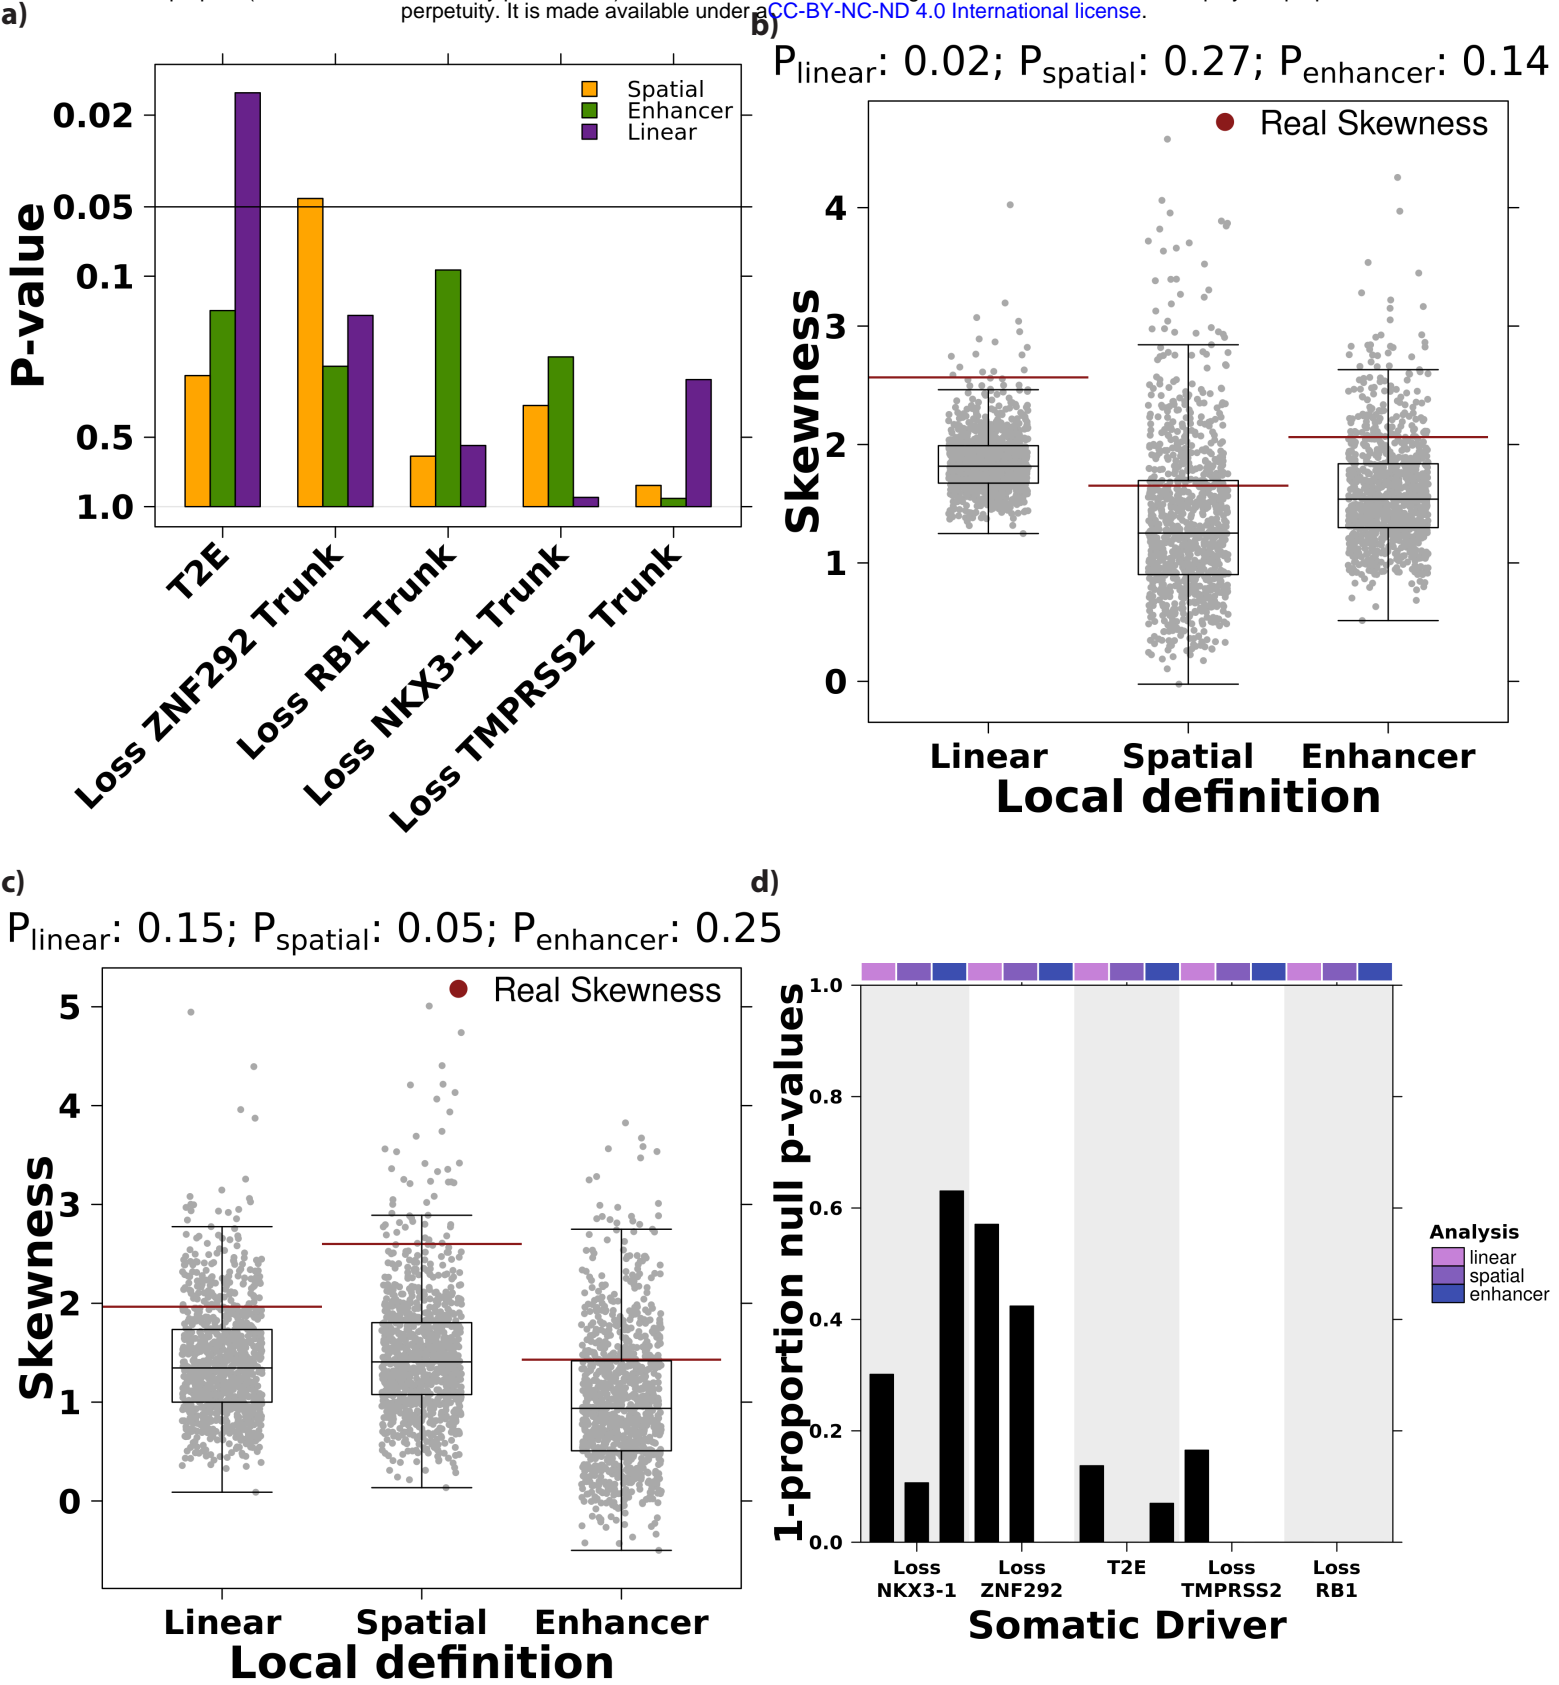 perpetuity. It is made available under aCC-BY-NC-ND 4.0 International license.
a)
P-value
0.02
0.05
0.1
0.5
1.0
Spatial
Enhancer
Linear
T2E
Loss ZNF292 Trunk
Loss RB1 Trunk
Loss NKX3-1 Trunk
Loss TMPRSS2 Trunk
b)
Plinear: 0.02; Pspatial: 0.27; Penhancer: 0.14
Real Skewness
Skewness
4
3
2
1
0
Linear Spatial Enhancer
Local definition
c)
Plinear: 0.15; Pspatial: 0.05; Penhancer: 0.25
Real Skewness
Skewness
5
4
3
2
1
0
Linear Spatial Enhancer
Local definition
d)
1-proportion null p-values
1.0
0.8
0.6
0.4
0.2
0.0
Loss NKX3-1
Loss ZNF292
T2E
Loss TMPRSS2
Loss RB1
Somatic Driver
Analysis
linear
spatial
enhancer